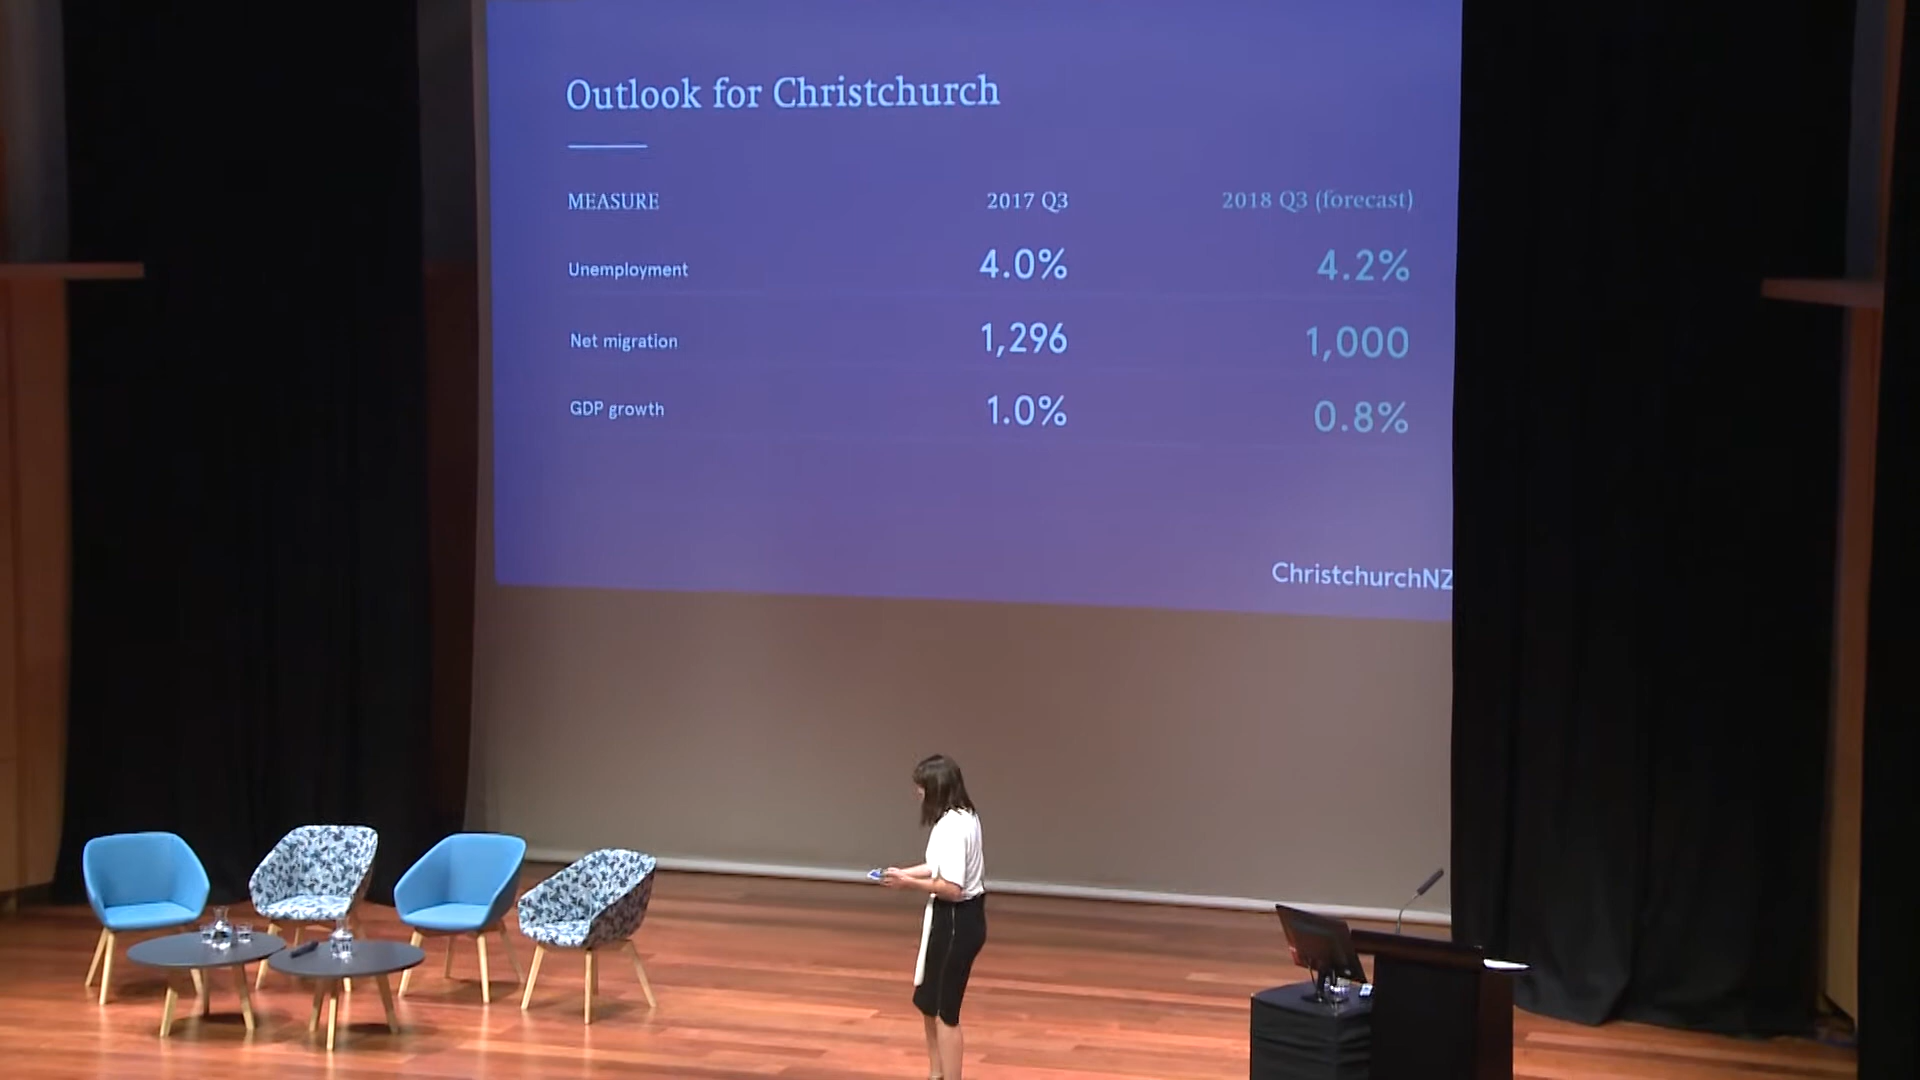 Outlook for Christchurch
MEASURE 2017 Q3 2018 Q3 (forecast)
Unemployment 4.0% 4.2%
Net migration 1,296 1,000
GDP growth 1.0% 0.8%
ChristchurchNZ